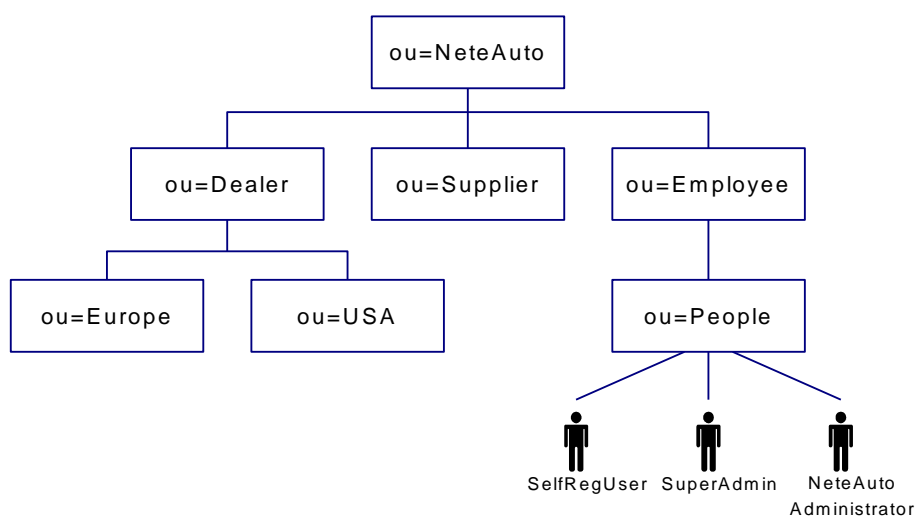 ou=NeteAuto
ou=Dealer
ou=Supplier
ou=Employee
ou=Europe
ou=USA
ou=People
SelfRegUser
SuperAdmin
NeteAuto
Administrator